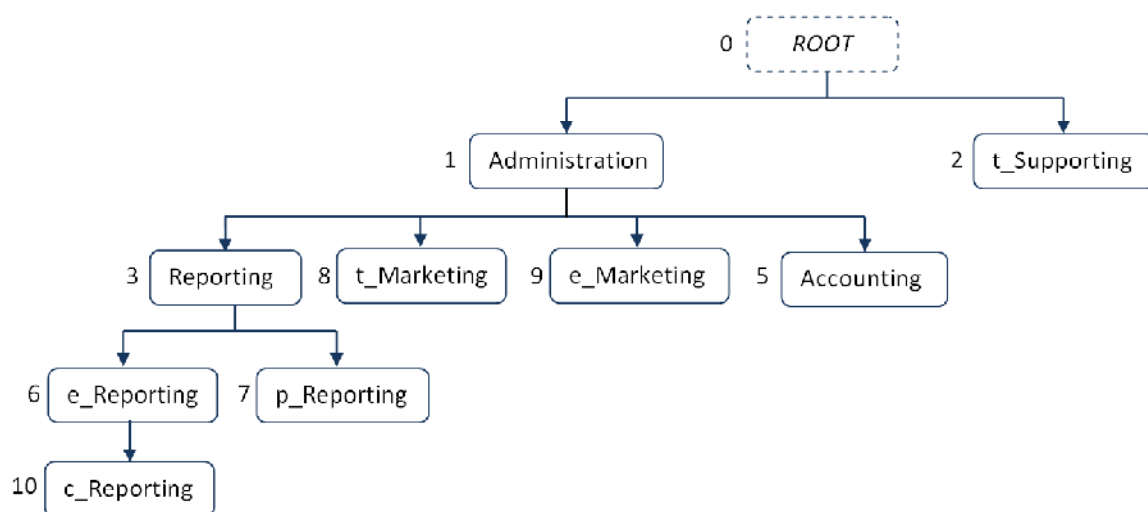 0 ROOT
1 Administration 2 t_Supporting
3 Reporting 8 t_Marketing 9 e_Marketing 5 Accounting
6 e_Reporting 7 p_Reporting
10 c_Reporting